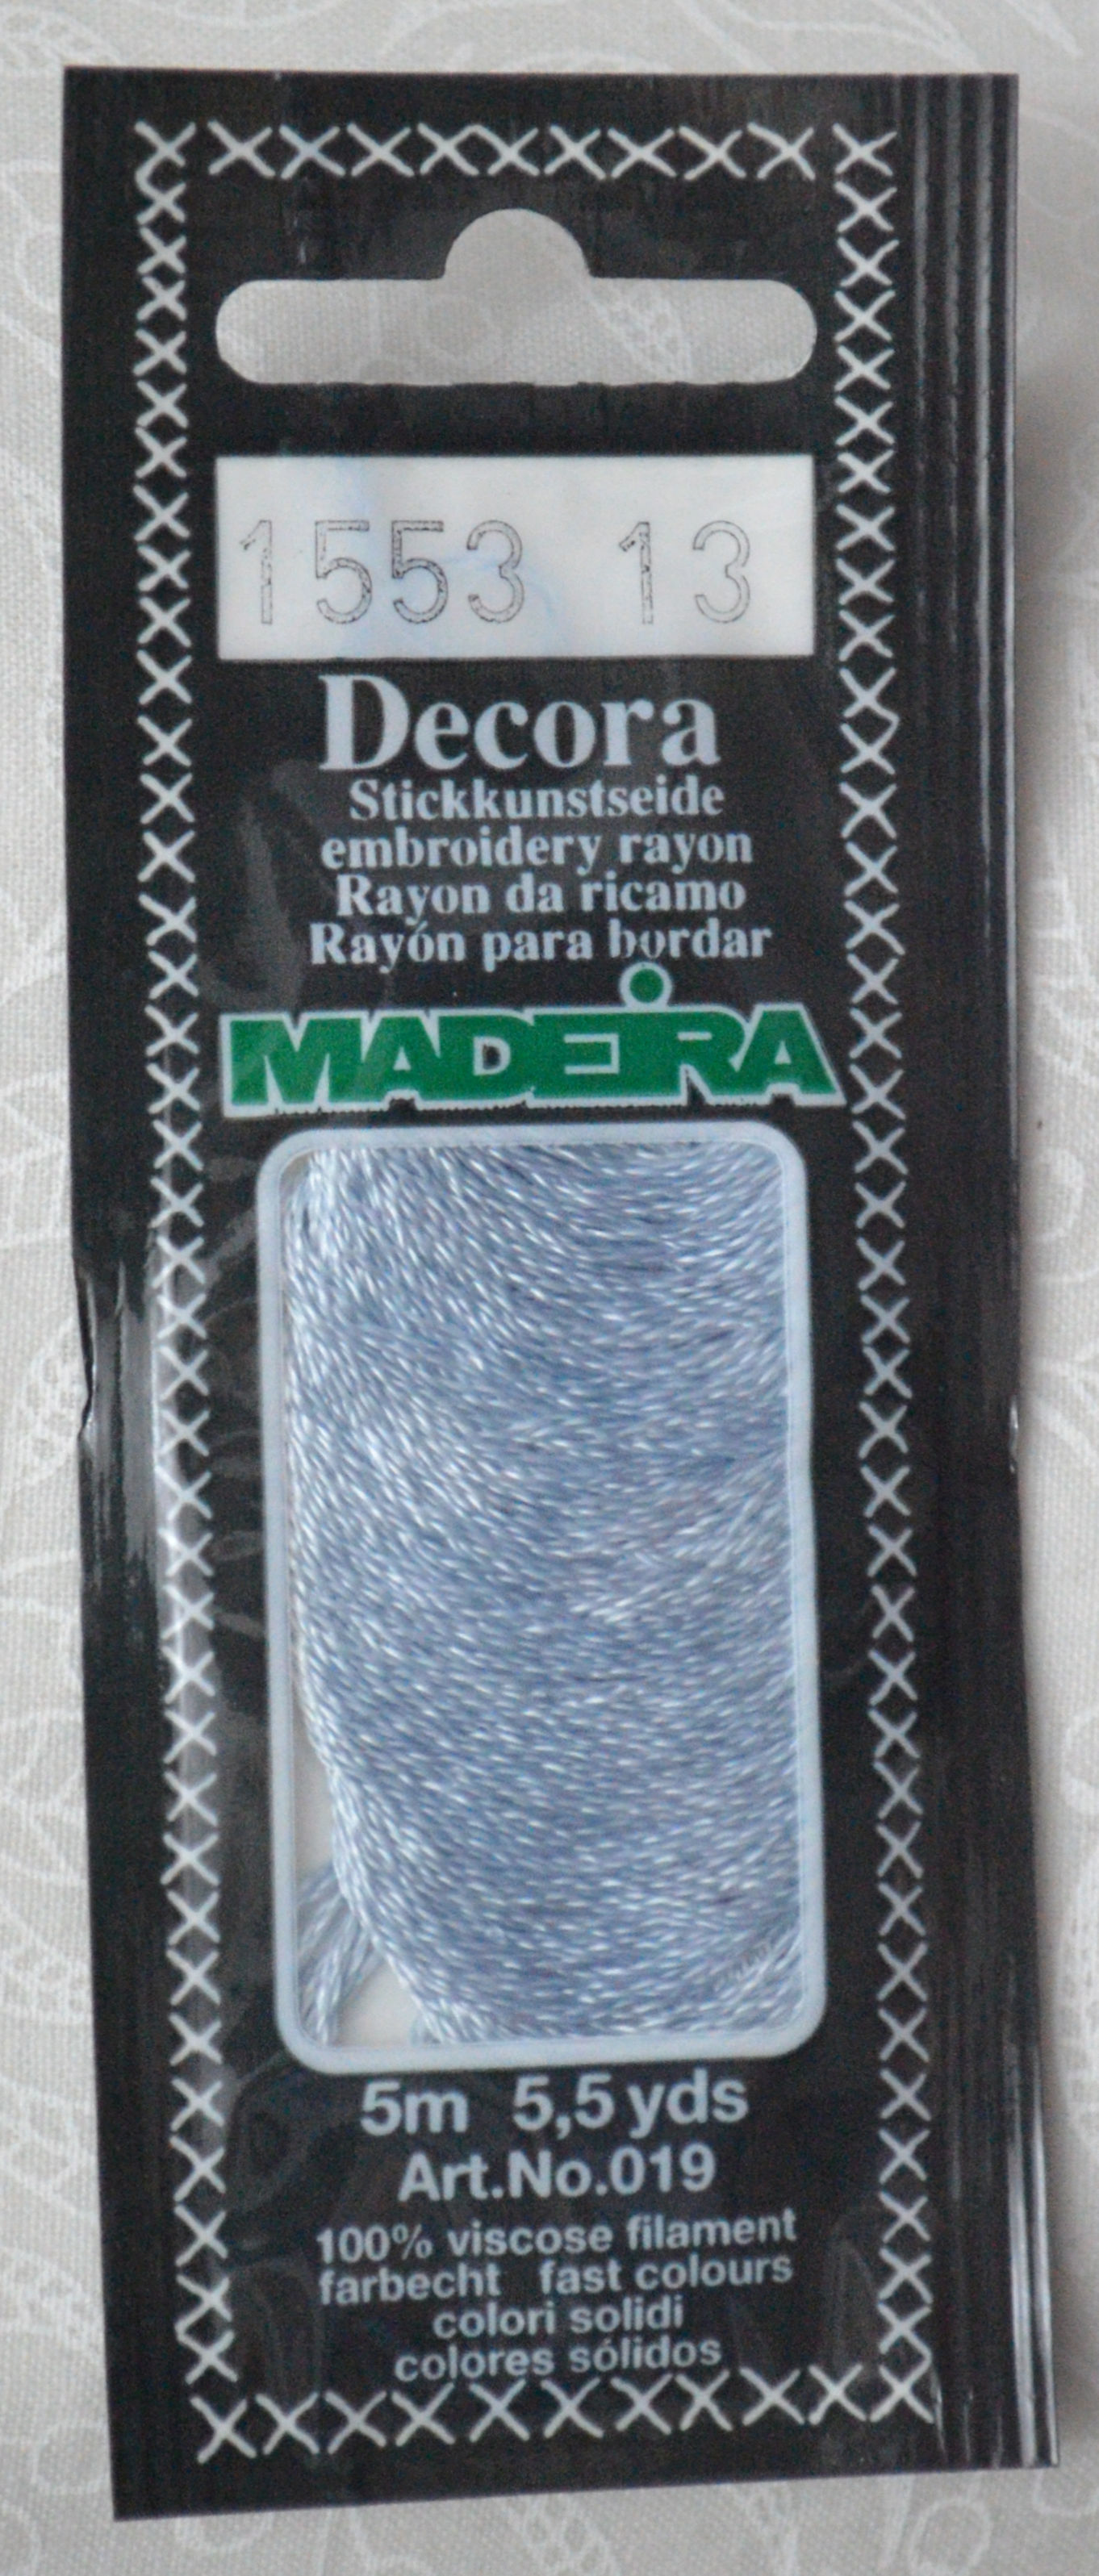 1553 13
Decora
Stickkunstseide
embroidery rayon
Rayon da ricamo
Rayón para bordar
MADEIRA
5m 5,5 yds
Art.No.019
100% viscose filament
farbecht fast colours
colori solidi
colores sólidos